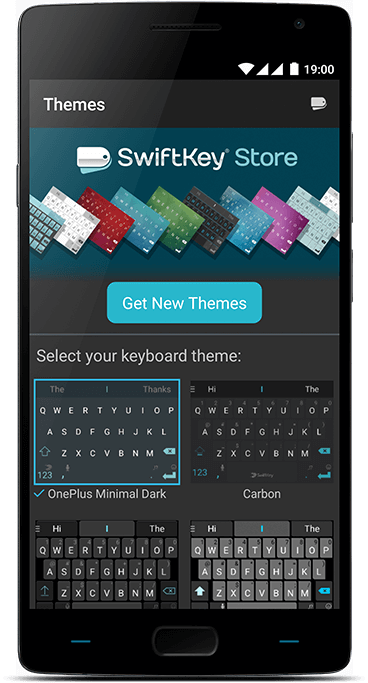 19:00
Themes
SwiftKey® Store
Get New Themes
Select your keyboard theme:
The I Thanks
Q W E R T Y U I O P
A S D F G H J K L
Z X C V B N M
123
OnePlus Minimal Dark
Hi I The
Q W E R T Y U I O P
A S D F G H J K L
Z X C V B N M
123 SwiftKey
Carbon
Hi I The
Q W E R T Y U I O P
A S D F G H J K L
Z X C V B N M
Hi I The
Q W E R T Y U I O P
A S D F G H J K L
Z X C V B N M